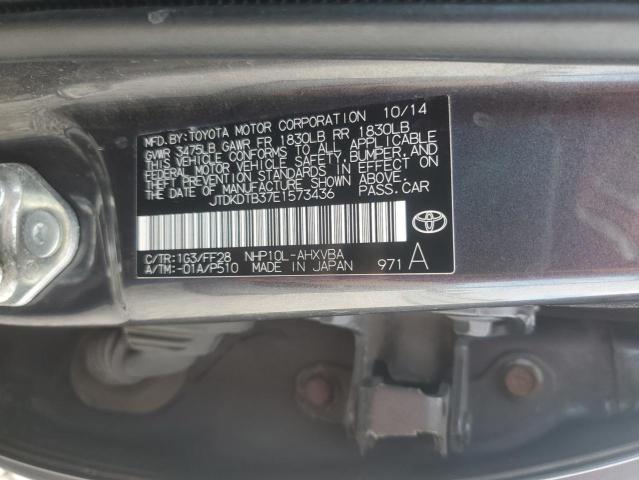 MFD.BY:TOYOTA MOTOR CORPORATION 10/14
GVWR 3475LB GAWR FR 1830LB RR 1830LB
THIS VEHICLE CONFORMS TO ALL APPLICABLE
FEDERAL MOTOR VEHICLE SAFETY, BUMPER, AND
THEFT PREVENTION STANDARDS IN EFFECT ON
THE DATE OF MANUFACTURE SHOWN ABOVE.
JTDKDTB37E1573436 PASS.CAR
C/TR:1G3/FF28 NHP10L-AHXVBA
A/TM:-01A/P510 MADE IN JAPAN 971 A
TOYOTA